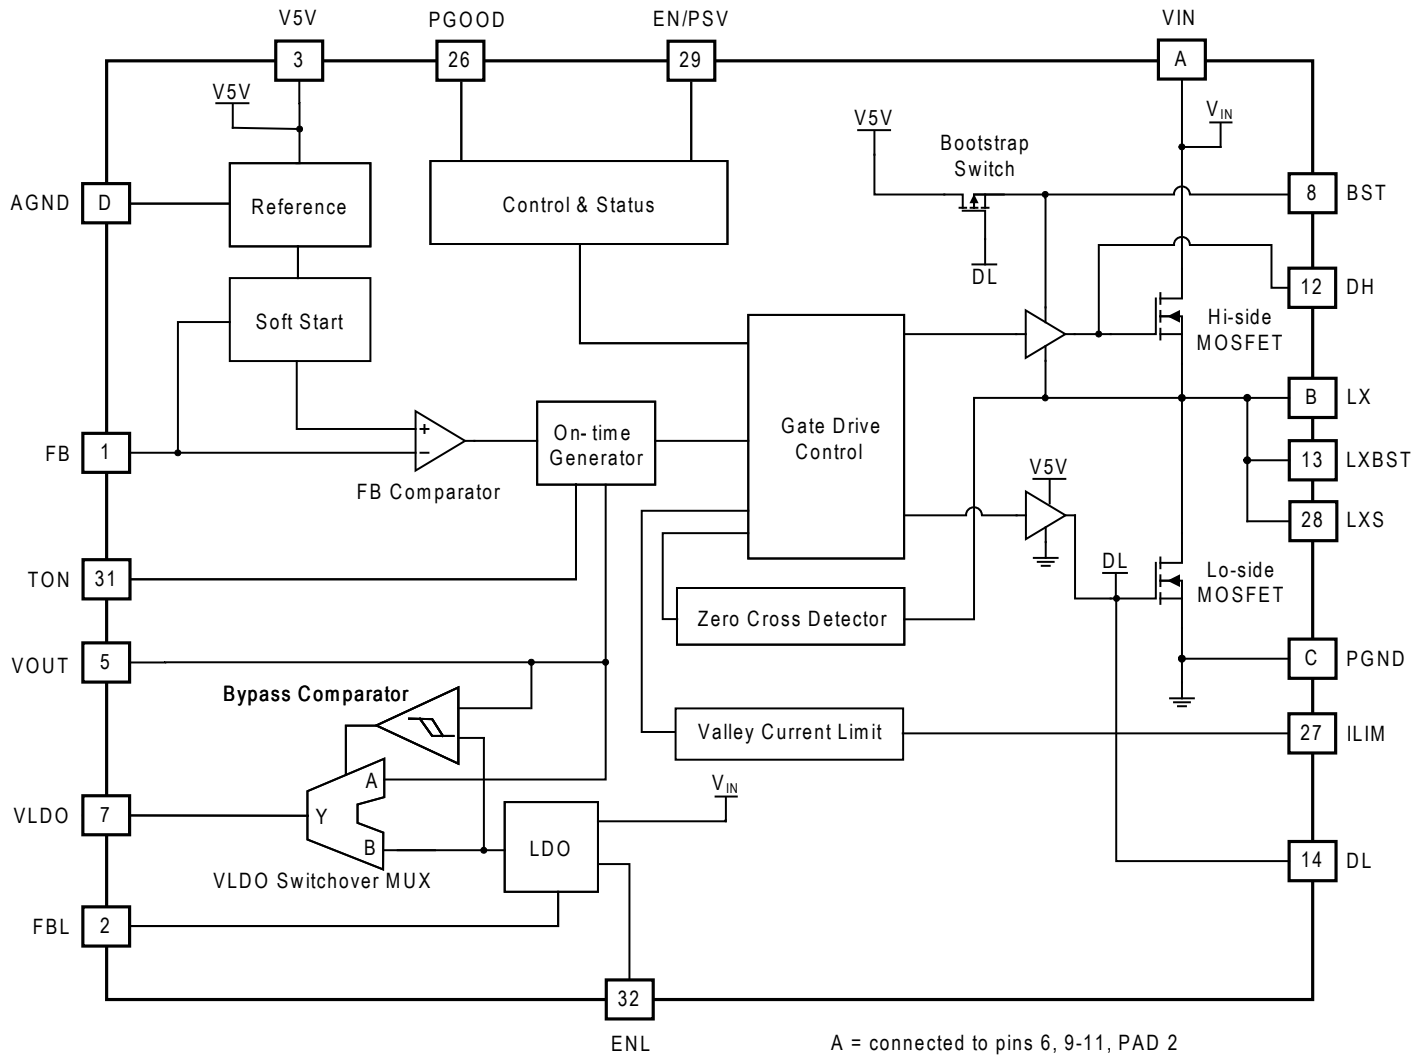 V5V
PGOOD
EN/PSV
VIN
3
26
29
A
V5V
V5V
VIN
Bootstrap
Switch
AGND
D
Reference
Control & Status
8
BST
DL
12
DH
Soft Start
Hi-side
MOSFET
B
LX
+
On-time
Generator
Gate Drive
Control
FB
1
−
13
LXBST
FB Comparator
V5V
28
LXS
TON
31
DL
Lo-side
MOSFET
Zero Cross Detector
VOUT
5
C
PGND
Bypass Comparator
Valley Current Limit
27
ILIM
A
VIN
VLDO
7
Y
B
LDO
14
DL
VLDO Switchover MUX
FBL
2
32
ENL
A = connected to pins 6, 9-11, PAD 2